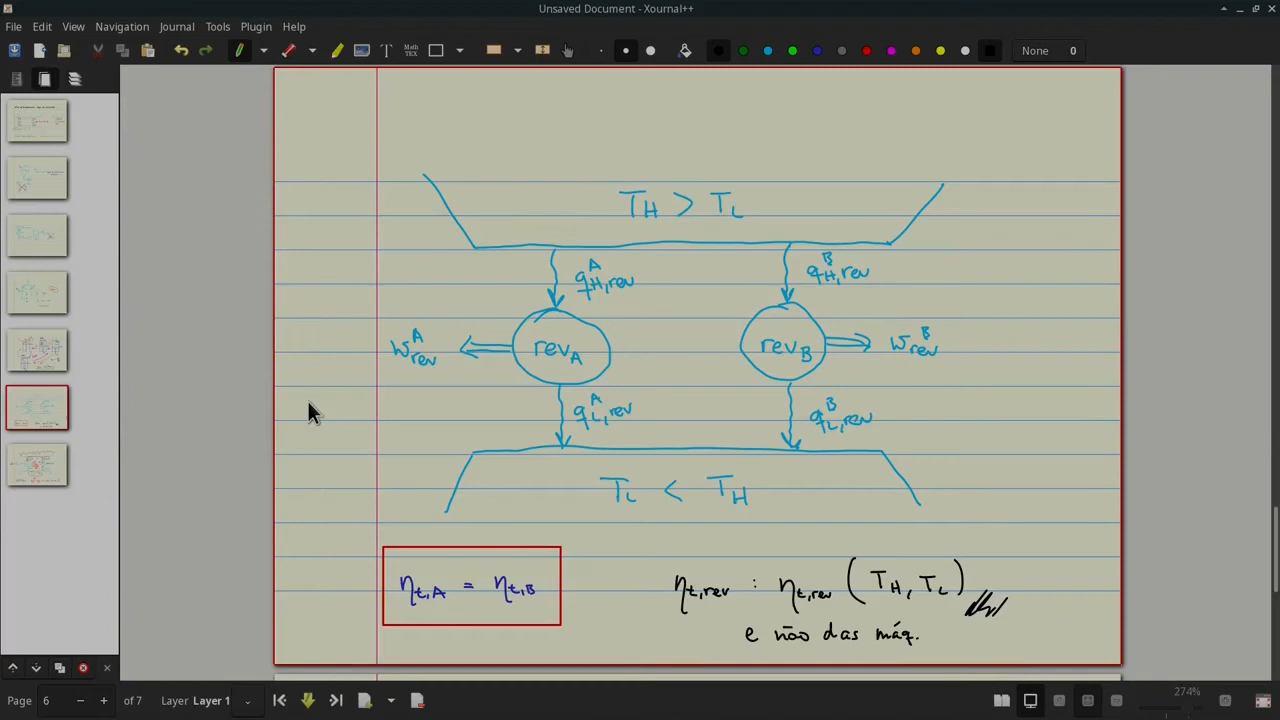 Unsaved Document - Xournal++
File Edit View Navigation Journal Tools Plugin Help
None 0
T_H > T_L
q^A_H,rev q^B_H,rev
w^A_rev rev_A rev_B w^B_rev
q^A_L,rev q^B_L,rev
T_L < T_H
η_t,A = η_t,B
η_t,rev : η_t,rev (T_H, T_L)
e não das máq.
Page 6 of 7 Layer Layer 1 274%